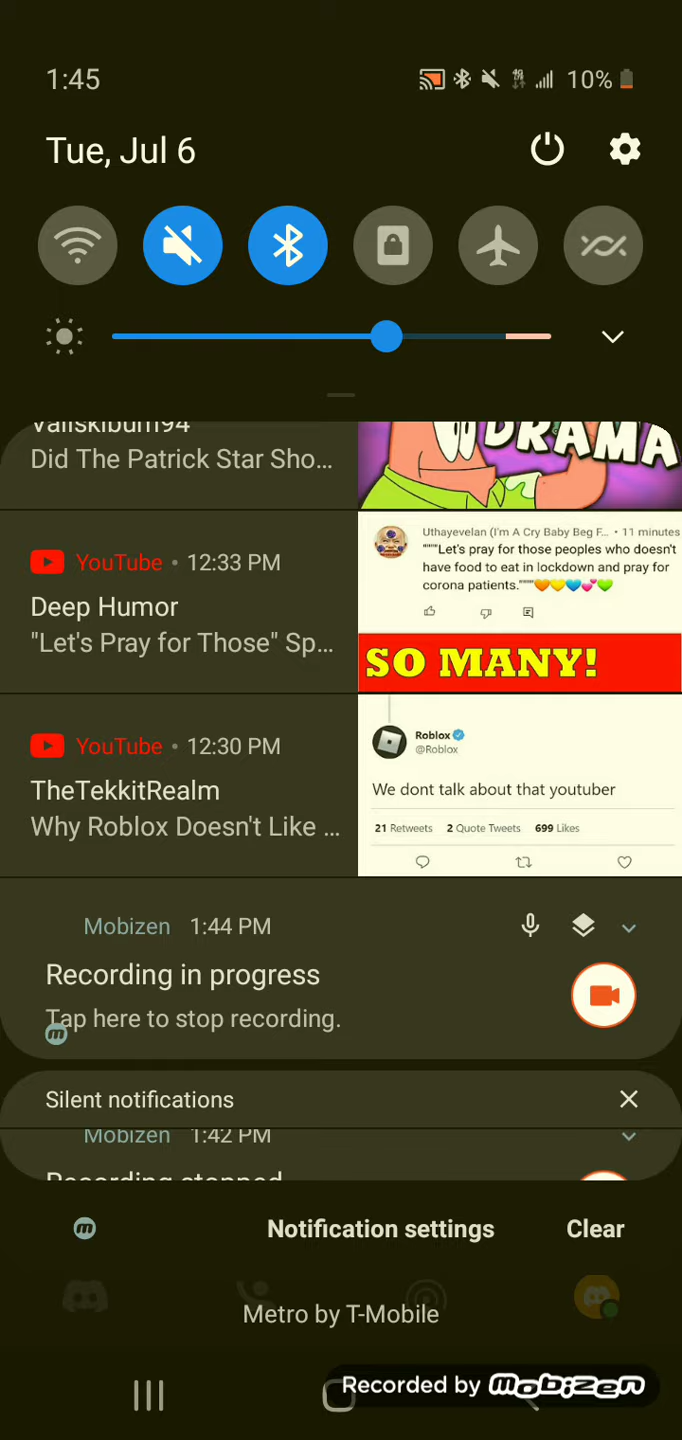 1:45
10%
Tue, Jul 6
Valiskibum94
Did The Patrick Star Sho...
DRAMA
YouTube • 12:33 PM
Deep Humor
"Let's Pray for Those" Sp...
Uthayevelan (I'm A Cry Baby Beg F... • 11 minutes
""""Let's pray for those peoples who doesn't
have food to eat in lockdown and pray for
corona patients.""""🧡💛💙💕💚
SO MANY!
YouTube • 12:30 PM
TheTekkitRealm
Why Roblox Doesn't Like ...
Roblox
@Roblox
We dont talk about that youtuber
21 Retweets 2 Quote Tweets 699 Likes
Mobizen 1:44 PM
Recording in progress
Tap here to stop recording.
m
Silent notifications
Mobizen 1:42 PM
Recording stopped
m
Notification settings Clear
Metro by T-Mobile
Recorded by mobizen